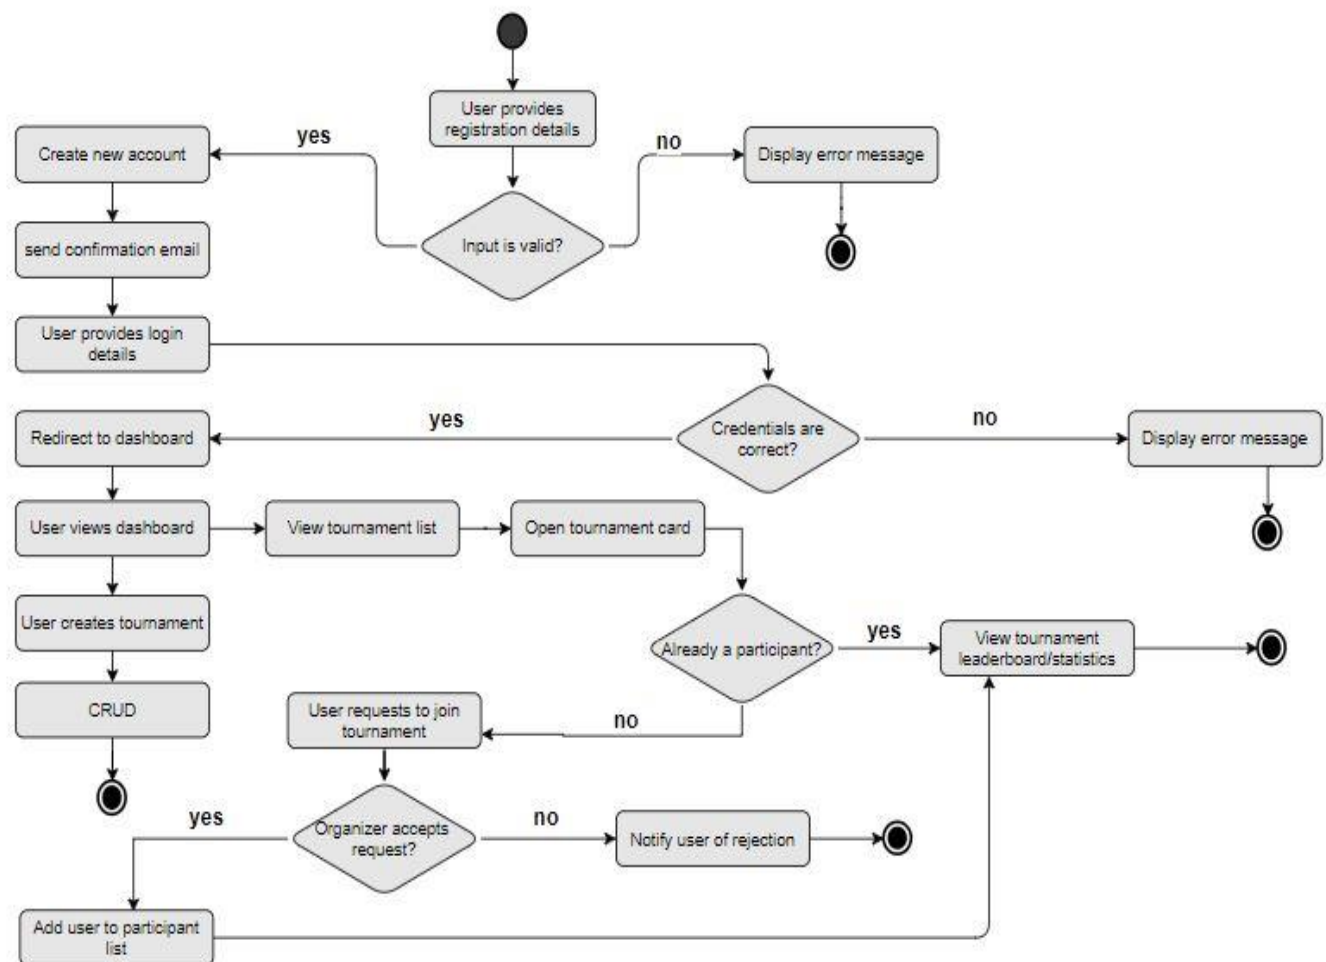 User provides
registration details
yes
no
Create new account
Display error message
send confirmation email
Input is valid?
User provides login
details
yes
no
Redirect to dashboard
Credentials are
correct?
Display error message
User views dashboard
View tournament list
Open tournament card
User creates tournament
Already a participant?
yes
View tournament
leaderboard/statistics
CRUD
User requests to join
tournament
no
yes
Organizer accepts
request?
no
Notify user of rejection
Add user to participant
list